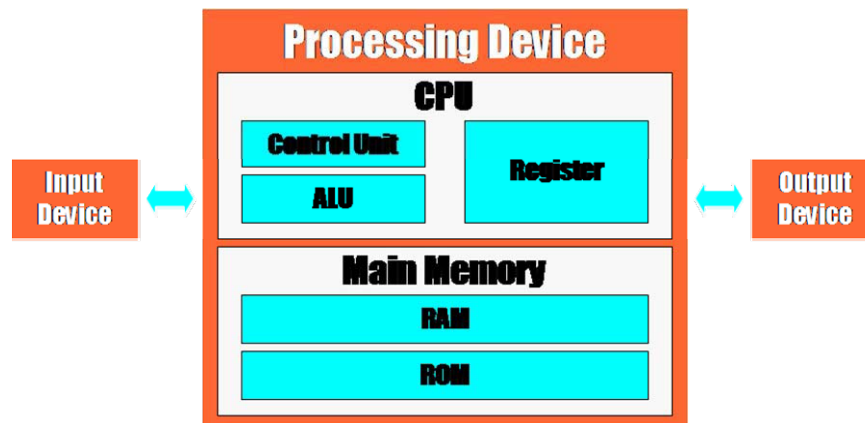 Processing Device
CPU
Control Unit
ALU
Register
Input
Device
Output
Device
Main Memory
RAM
ROM